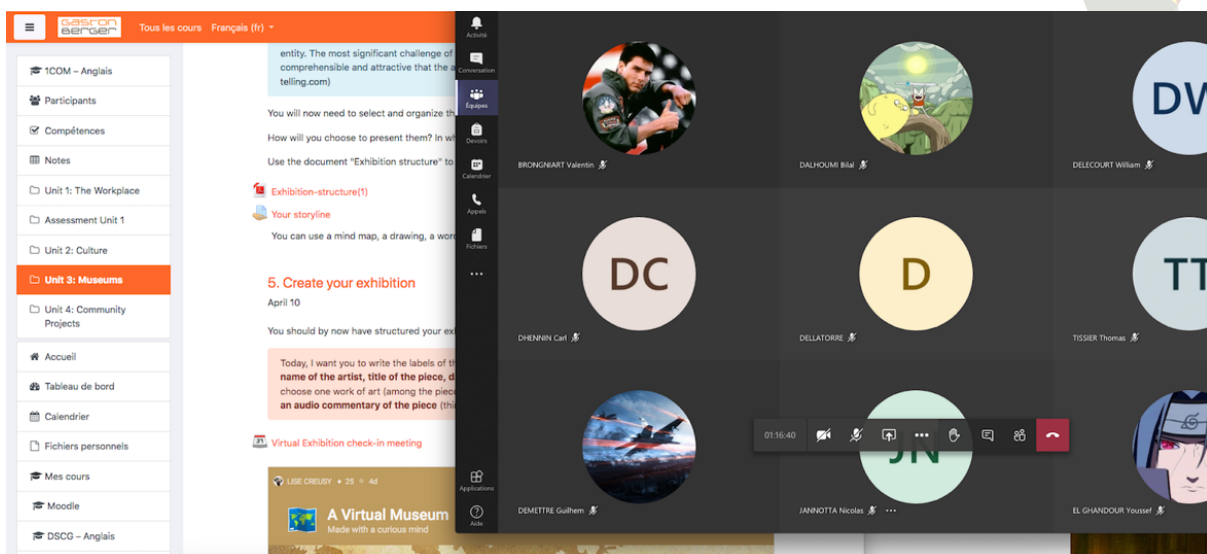 Gaston
Berger
Tous les cours
Français (fr)
1COM – Anglais
Participants
Compétences
Notes
Unit 1: The Workplace
Assessment Unit 1
Unit 2: Culture
Unit 3: Museums
Unit 4: Community
Projects
Accueil
Tableau de bord
Calendrier
Fichiers personnels
Mes cours
Moodle
DSCG – Anglais
entity. The most significant challenge of
comprehensible and attractive that the a
telling.com)
You will now need to select and organize th
How will you choose to present them? In wh
Use the document "Exhibition structure" to
Exhibition-structure(1)
Your storyline
You can use a mind map, a drawing, a word
5. Create your exhibition
April 10
You should by now have structured your exh
Today, I want you to write the labels of th
name of the artist, title of the piece, d
choose one work of art (among the piece
an audio commentary of the piece (thi
Virtual Exhibition check-in meeting
LISE CREUSY • 25 • 4d
A Virtual Museum
Made with a curious mind
Activité
Conversation
Équipes
Devoirs
Calendrier
Appels
Fichiers
Applications
Aide
BRONGNIART Valentin
DALHOUMI Bilal
DW
DELECOURT William
DC
DHENNIN Carl
D
DELLATORRE
TT
TISSIER Thomas
DEMETTRE Guilhem
01:16:40
JN
JANNOTTA Nicolas
EL GHANDOUR Youssef